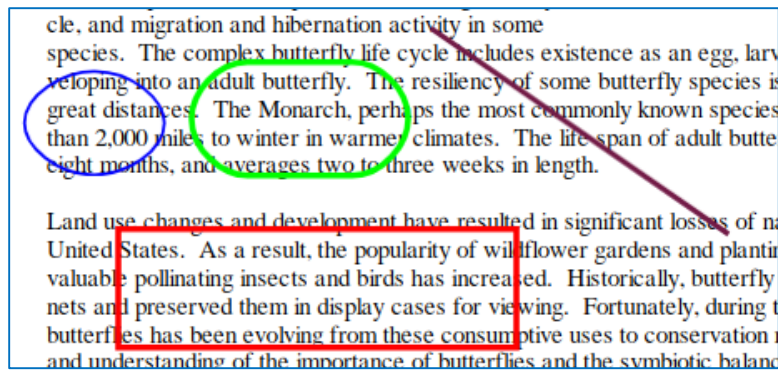 cle, and migration and hibernation activity in some
species. The complex butterfly life cycle includes existence as an egg, larv
veloping into an adult butterfly. The resiliency of some butterfly species is
great distances. The Monarch, perhaps the most commonly known species
than 2,000 miles to winter in warmer climates. The life span of adult butte
eight months, and averages two to three weeks in length.
Land use changes and development have resulted in significant losses of na
United States. As a result, the popularity of wildflower gardens and plantin
valuable pollinating insects and birds has increased. Historically, butterfly
nets and preserved them in display cases for viewing. Fortunately, during t
butterflies has been evolving from these consumptive uses to conservation
and understanding of the importance of butterflies and the symbiotic balanc